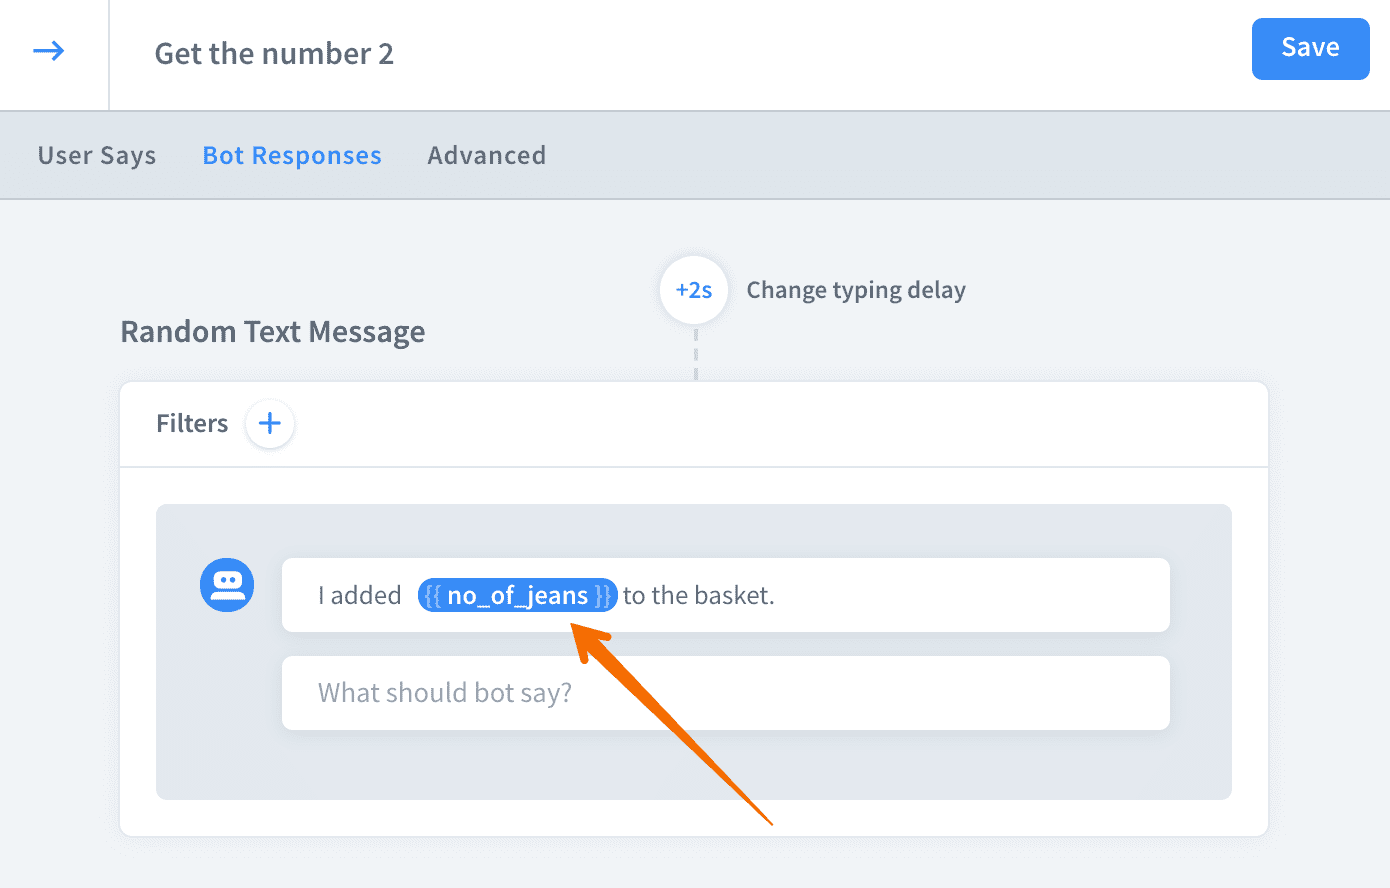 Get the number 2
Save
User Says Bot Responses Advanced
+2s Change typing delay
Random Text Message
Filters +
I added {{ no_of_jeans }} to the basket.
What should bot say?